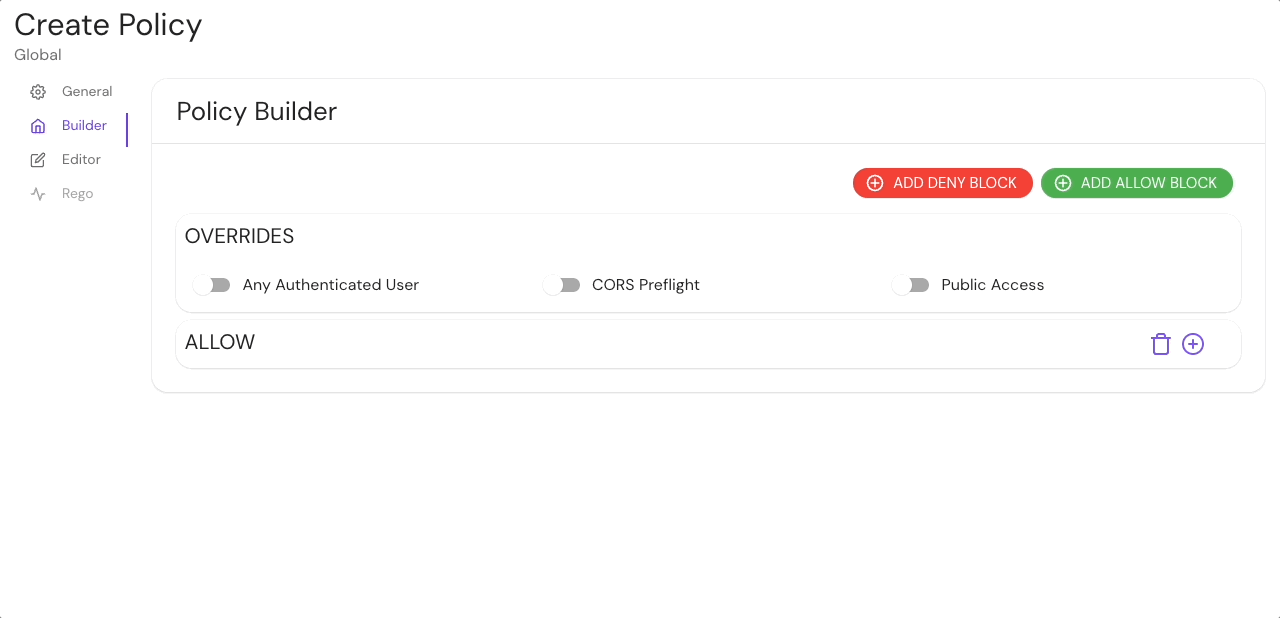 Create Policy
Global
General
Builder
Editor
Rego
Policy Builder
ADD DENY BLOCK
ADD ALLOW BLOCK
OVERRIDES
Any Authenticated User
CORS Preflight
Public Access
ALLOW